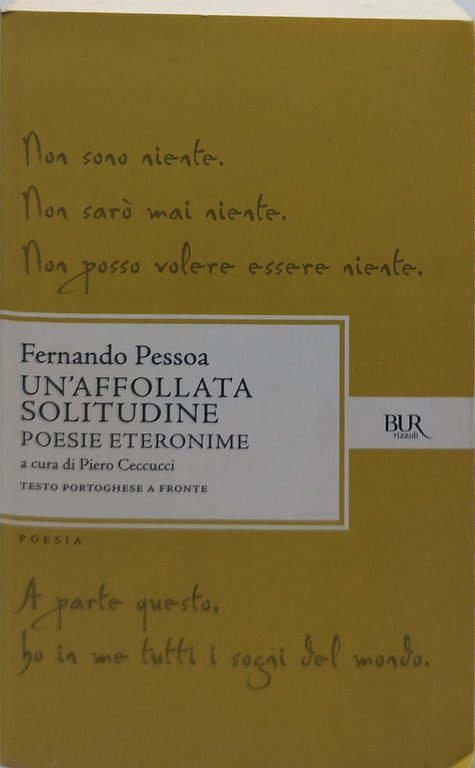 Non sono niente.
Non sarò mai niente.
Non posso volere essere niente.
Fernando Pessoa
UN'AFFOLLATA
SOLITUDINE
POESIE ETERONIME
a cura di Piero Ceccucci
TESTO PORTOGHESE A FRONTE
BUR
rizzoli
POESIA
A parte questo,
ho in me tutti i sogni del mondo.